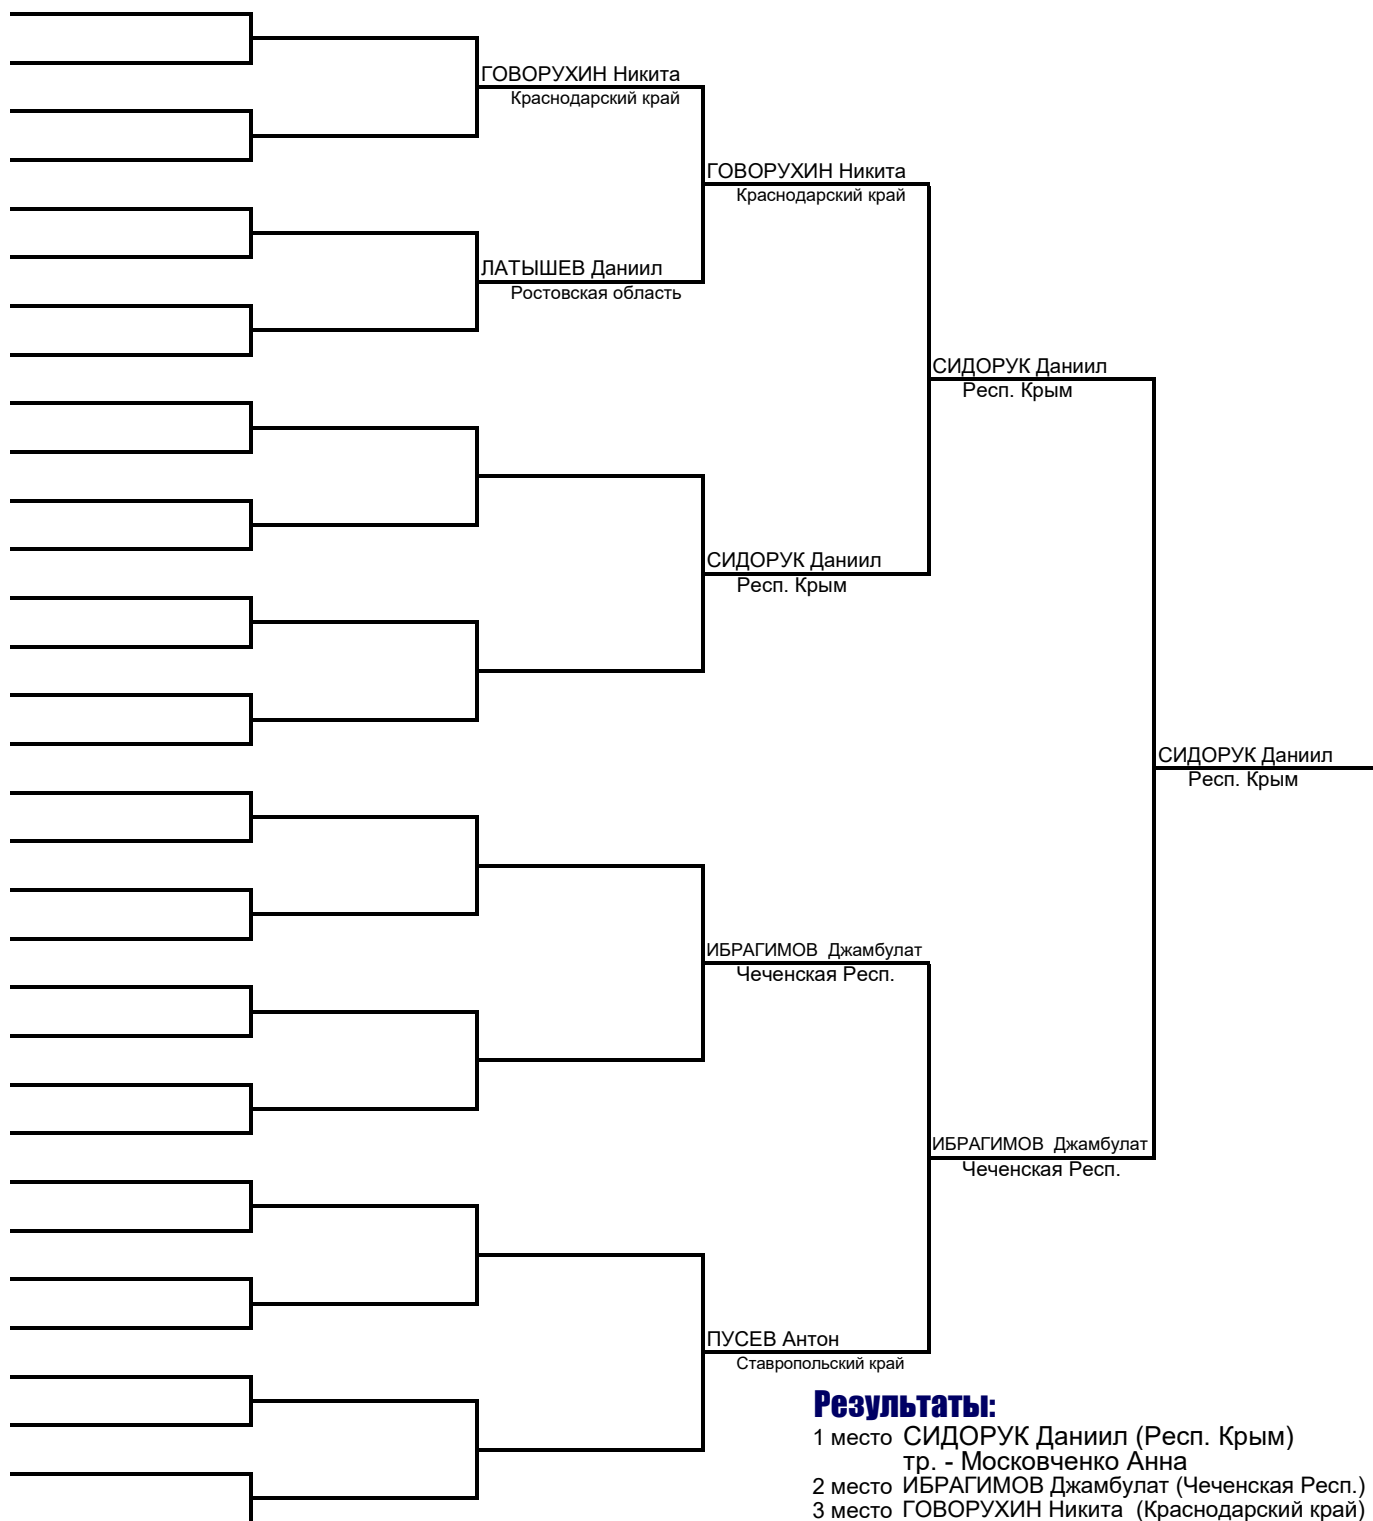 ГОВОРУХИН Никита
Краснодарский край
ГОВОРУХИН Никита
Краснодарский край
ЛАТЫШЕВ Даниил
Ростовская область
СИДОРУК Даниил
Респ. Крым
СИДОРУК Даниил
Респ. Крым
СИДОРУК Даниил
Респ. Крым
ИБРАГИМОВ Джамбулат
Чеченская Респ.
ИБРАГИМОВ Джамбулат
Чеченская Респ.
ПУСЕВ Антон
Ставропольский край
Результаты:
1 место СИДОРУК Даниил (Респ. Крым)
тр. - Московченко Анна
2 место ИБРАГИМОВ Джамбулат (Чеченская Респ.)
3 место ГОВОРУХИН Никита (Краснодарский край)